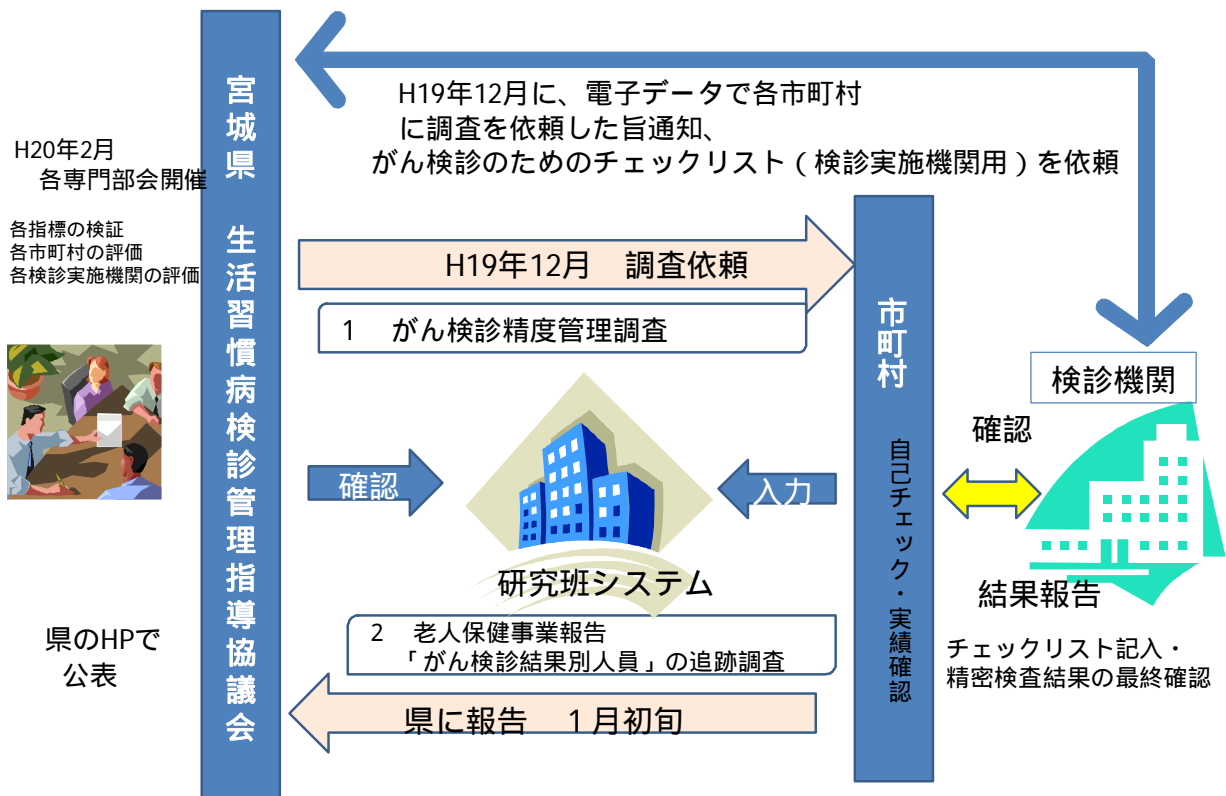 H20年2月
各専門部会開催
各指標の検証
各市町村の評価
各検診実施機関の評価
県のHPで
公表
宮城県 生活習慣病検診管理指導協議会
H19年12月に、電子データで各市町村
に調査を依頼した旨通知、
がん検診のためのチェックリスト(検診実施機関用)を依頼
H19年12月 調査依頼
1 がん検診精度管理調査
確認
入力
研究班システム
2 老人保健事業報告
「がん検診結果別人員」の追跡調査
県に報告 1月初旬
市町村 自己チェック・実績確認
検診機関
確認
結果報告
チェックリスト記入・
精密検査結果の最終確認